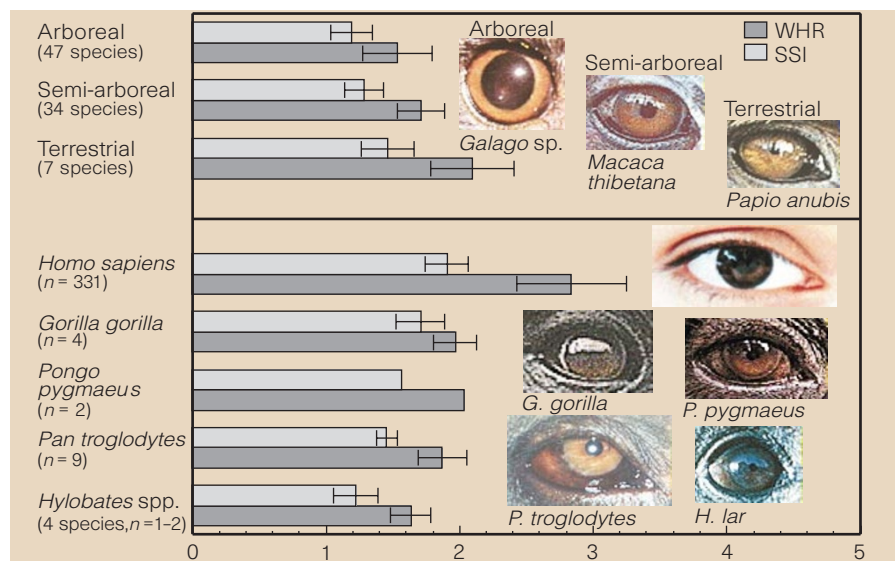 Arboreal
(47 species)
Semi-arboreal
(34 species)
Terrestrial
(7 species)
Arboreal
Galago sp.
Semi-arboreal
Macaca
thibetana
Terrestrial
Papio anubis
WHR
SSI
Homo sapiens
(n = 331)
Gorilla gorilla
(n = 4)
Pongo
pygmaeus
(n = 2)
Pan troglodytes
(n = 9)
Hylobates spp.
(4 species,n =1–2)
G. gorilla
P. pygmaeus
P. troglodytes
H. lar
0 1 2 3 4 5